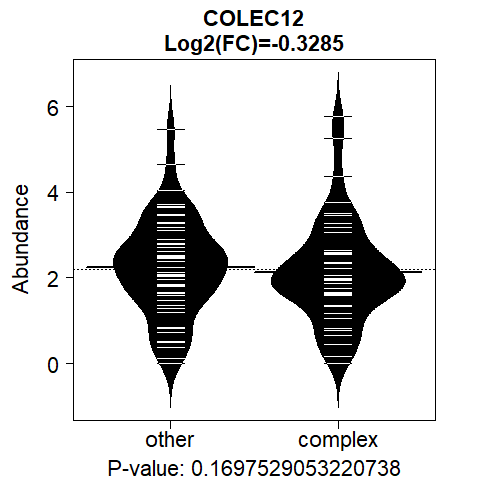 COLEC12
Log2(FC)=-0.3285
Abundance
6
4
2
0
other complex
P-value: 0.1697529053220738